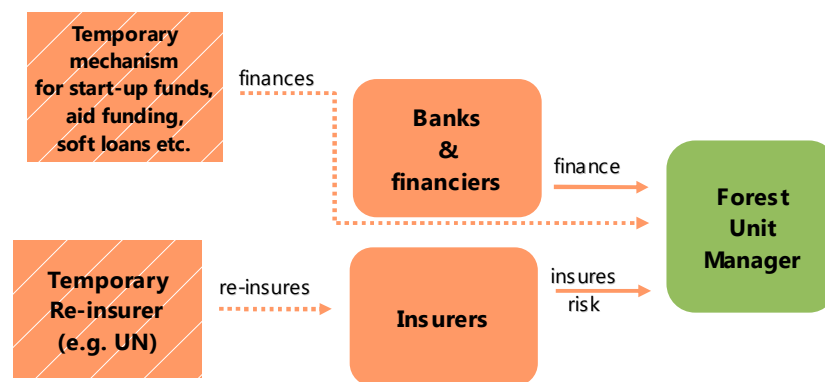 Temporary
mechanism
for start-up funds,
aid funding,
soft loans etc.
finances
Banks
&
financiers
finance
Forest
Unit
Manager
Temporary
Re-insurer
(e.g. UN)
re-insures
Insurers
insures
risk